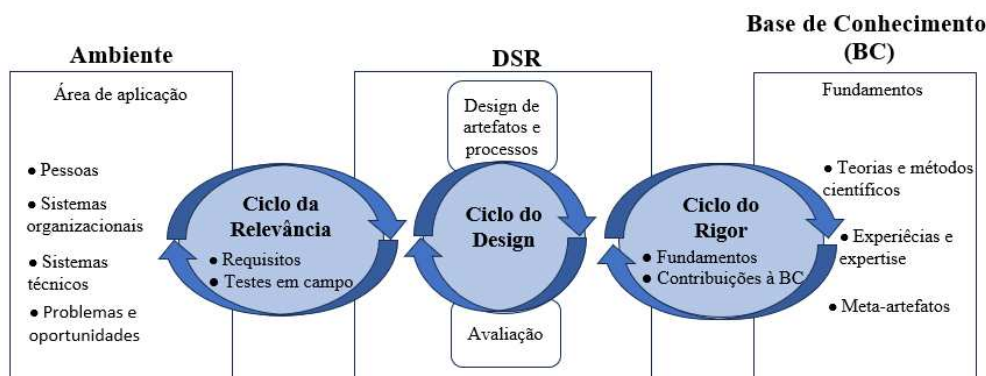 Ambiente
Área de aplicação
● Pessoas
● Sistemas
organizacionais
● Sistemas
técnicos
● Problemas e
oportunidades
Ciclo da
Relevância
● Requisitos
● Testes em campo
DSR
Design de
artefatos e
processos
Ciclo do
Design
Avaliação
Ciclo do
Rigor
● Fundamentos
● Contribuições à BC
Base de Conhecimento
(BC)
Fundamentos
● Teorias e métodos
científicos
● Experiêcias e
expertise
● Meta-artefatos